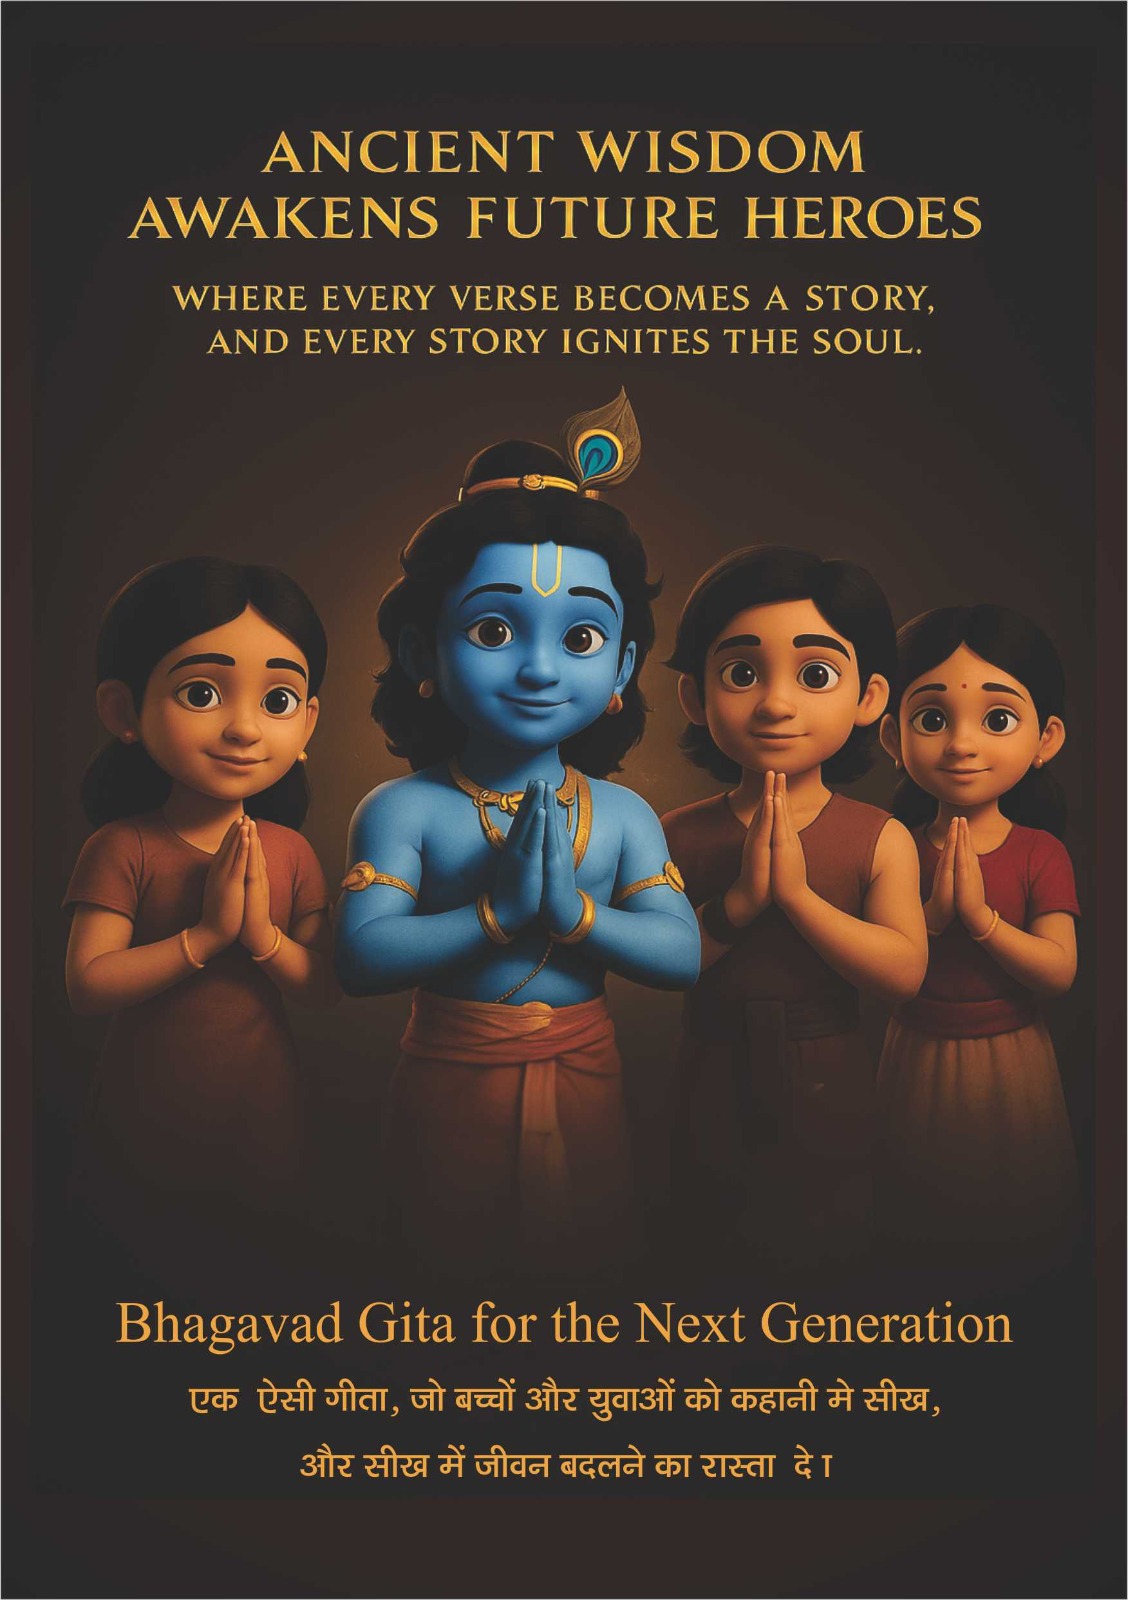 ANCIENT WISDOM
AWAKENS FUTURE HEROES
WHERE EVERY VERSE BECOMES A STORY,
AND EVERY STORY IGNITES THE SOUL.
Bhagavad Gita for the Next Generation
एक ऐसी गीता, जो बच्चों और युवाओं को कहानी मे सीख,
और सीख में जीवन बदलने का रास्ता दे ा